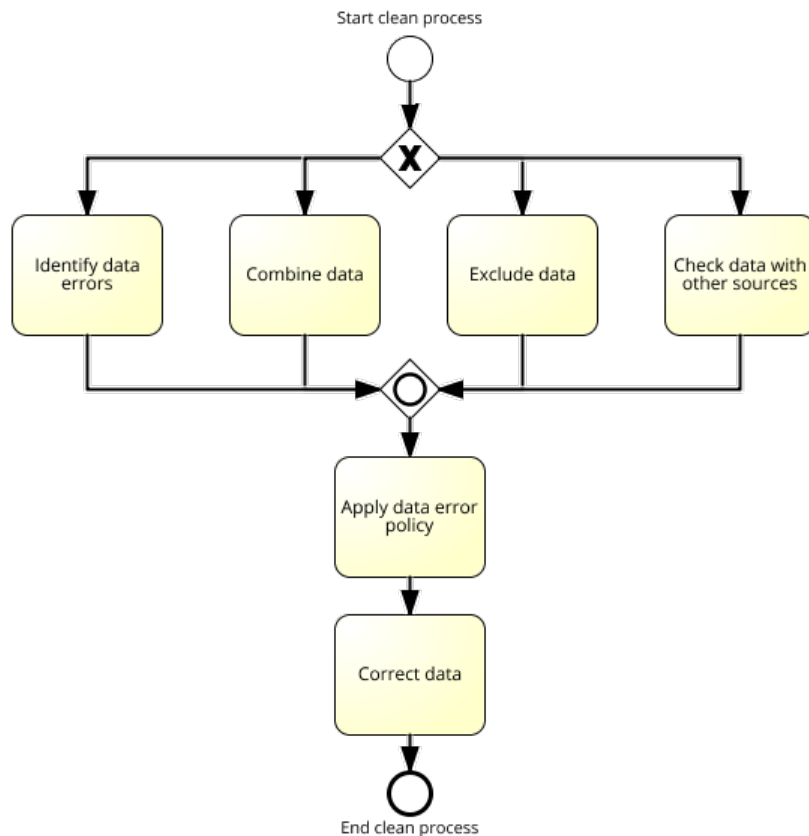 Start clean process
X
Identify data
errors
Combine data
Exclude data
Check data with
other sources
Apply data error
policy
Correct data
End clean process